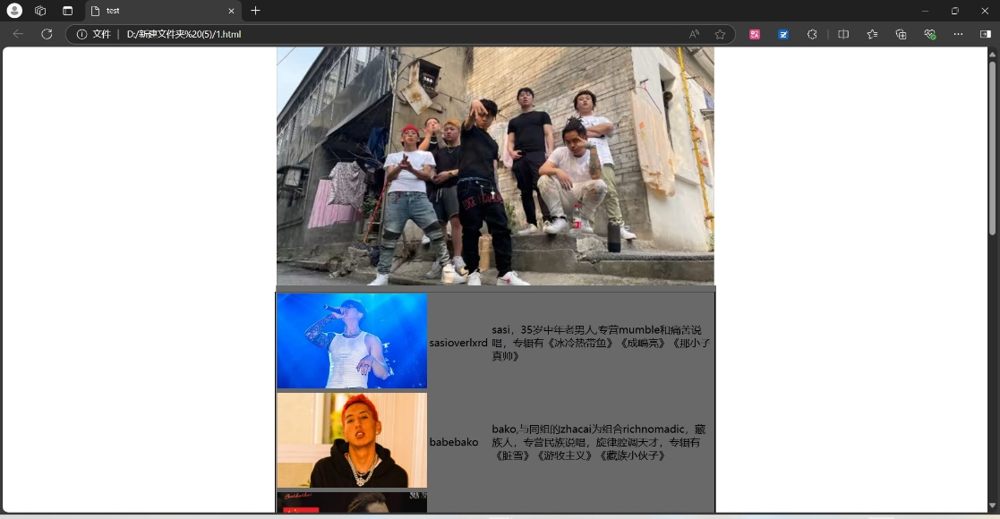 test
文件
D:/新建文件夹%20(5)/1.html
sasioverlxrd
sasi，35岁中年老男人,专营mumble和痛苦说
唱，专辑有《冰冷热带鱼》《成嶋亮》《那小子
真帅》
babebako
bako,与同组的zhacai为组合richnomadic，藏
族人，专营民族说唱，旋律腔调天才，专辑有
《脏雪》《游牧主义》《藏族小伙子》